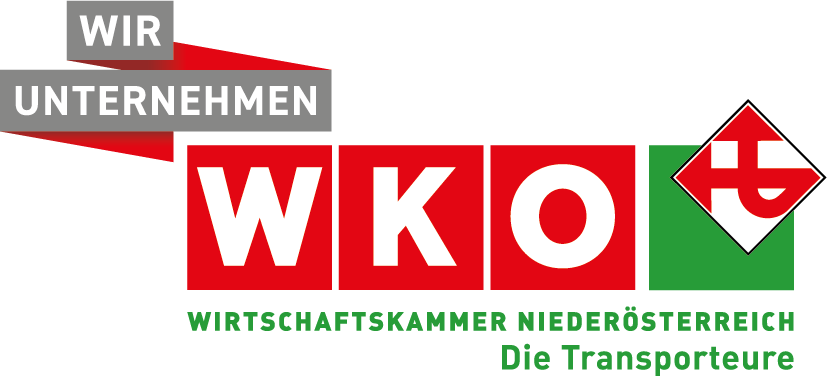 WIR
UNTERNEHMEN
WKO
WIRTSCHAFTSKAMMER NIEDERÖSTERREICH
Die Transporteure